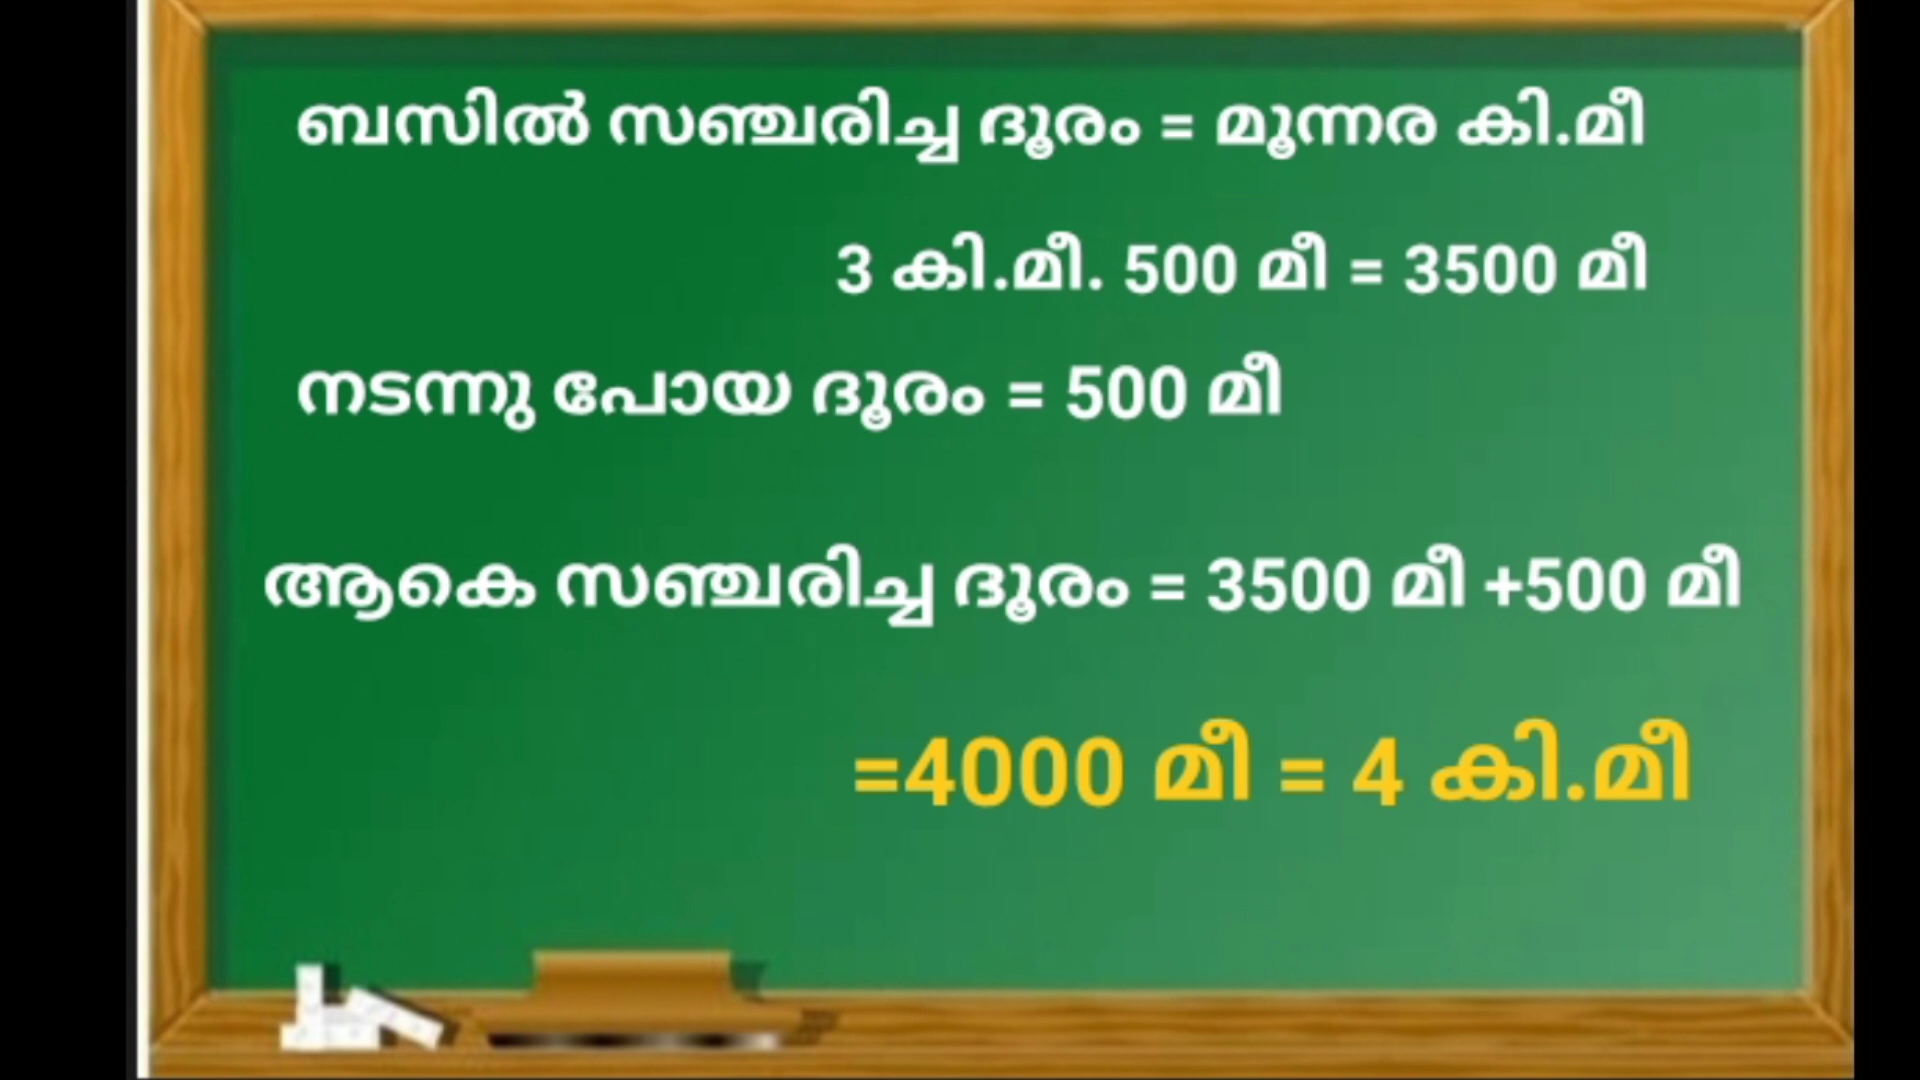 ബസിൽ സഞ്ചരിച്ച ദൂരം = മൂന്നര കി.മീ
3 കി.മീ. 500 മീ = 3500 മീ
നടന്നു പോയ ദൂരം = 500 മീ
ആകെ സഞ്ചരിച്ച ദൂരം = 3500 മീ +500 മീ
=4000 മീ = 4 കി.മീ